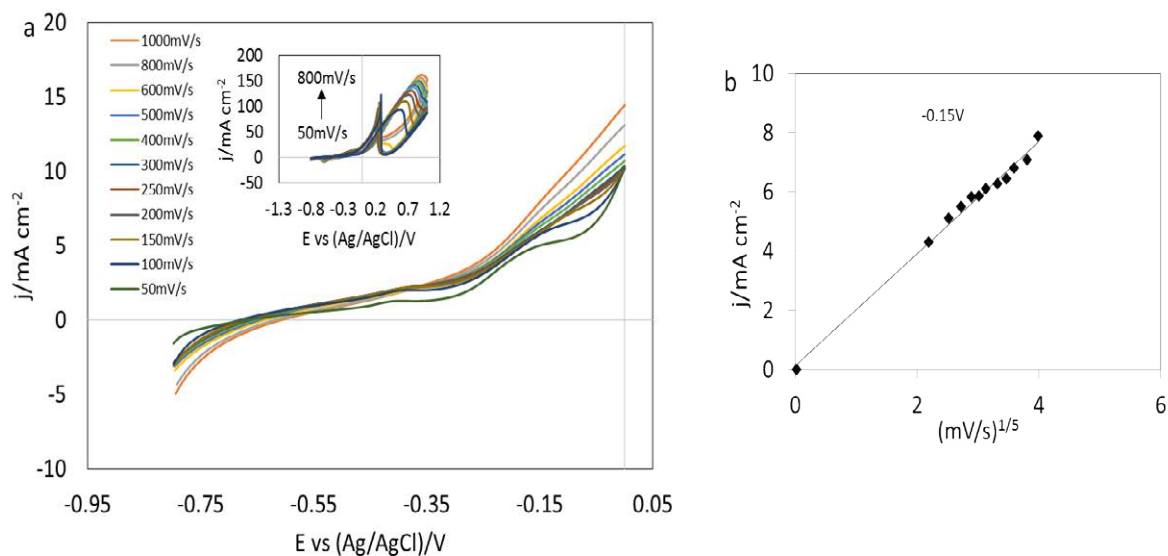 a
20
15
10
5
0
-5
-10
j/mA cm-2
-0.95
-0.75
-0.55
-0.35
-0.15
0.05
E vs (Ag/AgCl)/V
1000mV/s
800mV/s
600mV/s
500mV/s
400mV/s
300mV/s
250mV/s
200mV/s
150mV/s
100mV/s
50mV/s
200
150
100
50
0
-50
j/mA cm-2
800mV/s
50mV/s
-1.3 -0.8 -0.3 0.2 0.7 1.2
E vs (Ag/AgCl)/V
b
10
8
6
4
2
0
j/mA cm-2
-0.15V
0 2 4 6
(mV/s)1/5